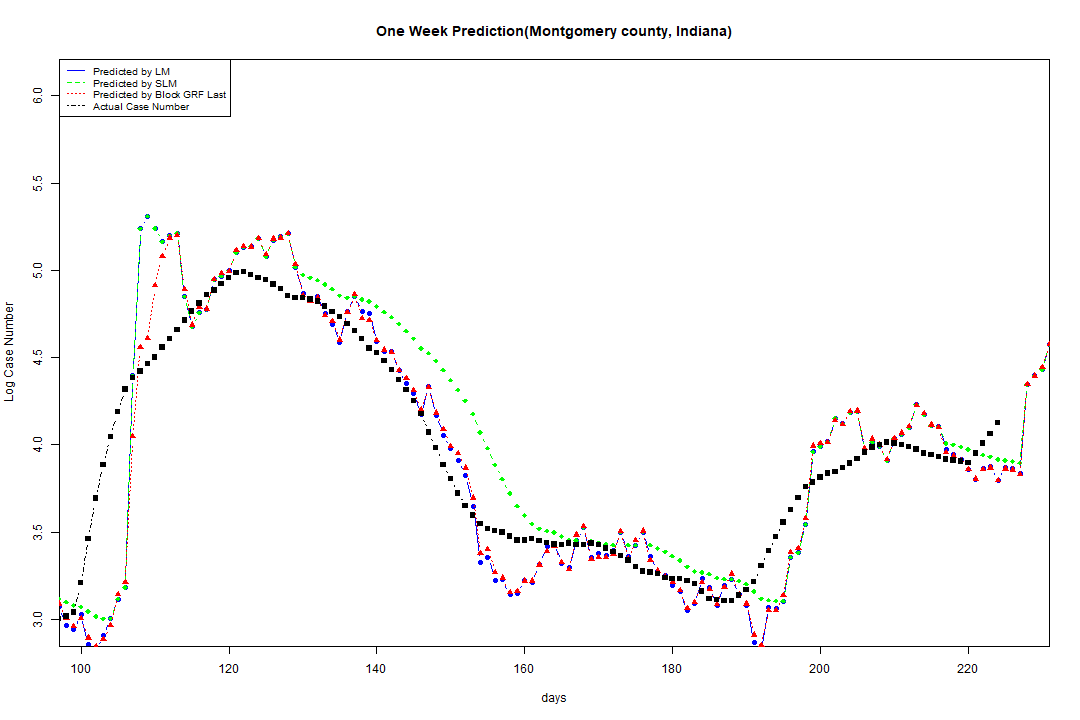 One Week Prediction(Montgomery county, Indiana)
Predicted by LM
Predicted by SLM
Predicted by Block GRF Last
Actual Case Number
6.0
5.5
5.0
4.5
4.0
3.5
3.0
Log Case Number
100 120 140 160 180 200 220
days